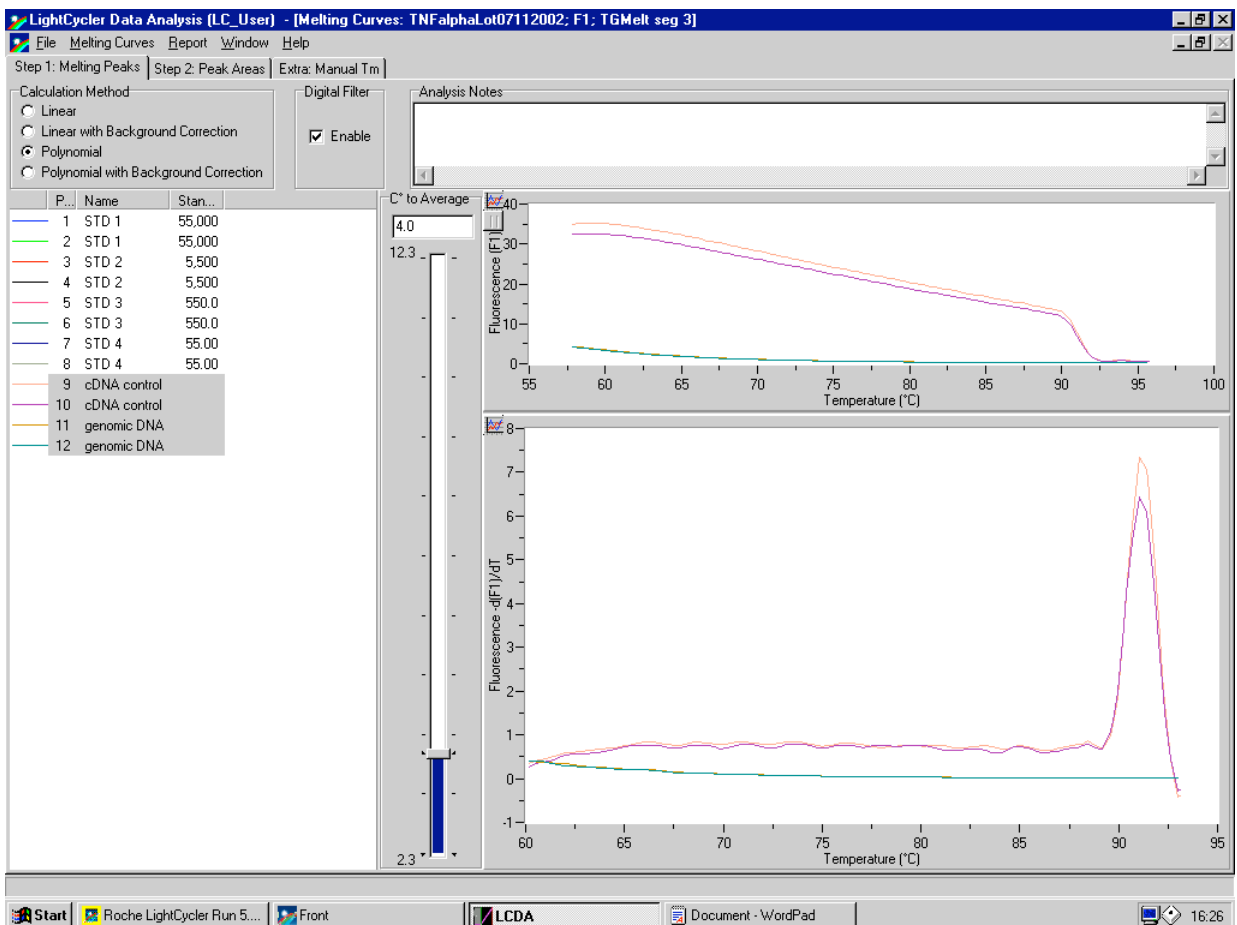 LightCycler Data Analysis (LC_User) - [Melting Curves: TNFalphaLot07112002; F1; TGMelt seg 3]
File Melting Curves Report Window Help
Step 1: Melting Peaks Step 2: Peak Areas Extra: Manual Tm
Calculation Method
Linear
Linear with Background Correction
Polynomial
Polynomial with Background Correction
Digital Filter
Enable
Analysis Notes
P... Name Stan...
1 STD 1 55,000
2 STD 1 55,000
3 STD 2 5,500
4 STD 2 5,500
5 STD 3 550.0
6 STD 3 550.0
7 STD 4 55.00
8 STD 4 55.00
9 cDNA control
10 cDNA control
11 genomic DNA
12 genomic DNA
C° to Average
4.0
12.3
2.3
Fluorescence (F1)
40
30
20
10
0
55 60 65 70 75 80 85 90 95 100
Temperature (°C)
Fluorescence -d(F1)/dT
8
7
6
5
4
3
2
1
0
-1
60 65 70 75 80 85 90 95
Temperature (°C)
Start Roche LightCycler Run 5.... Front LCDA Document - WordPad 16:26